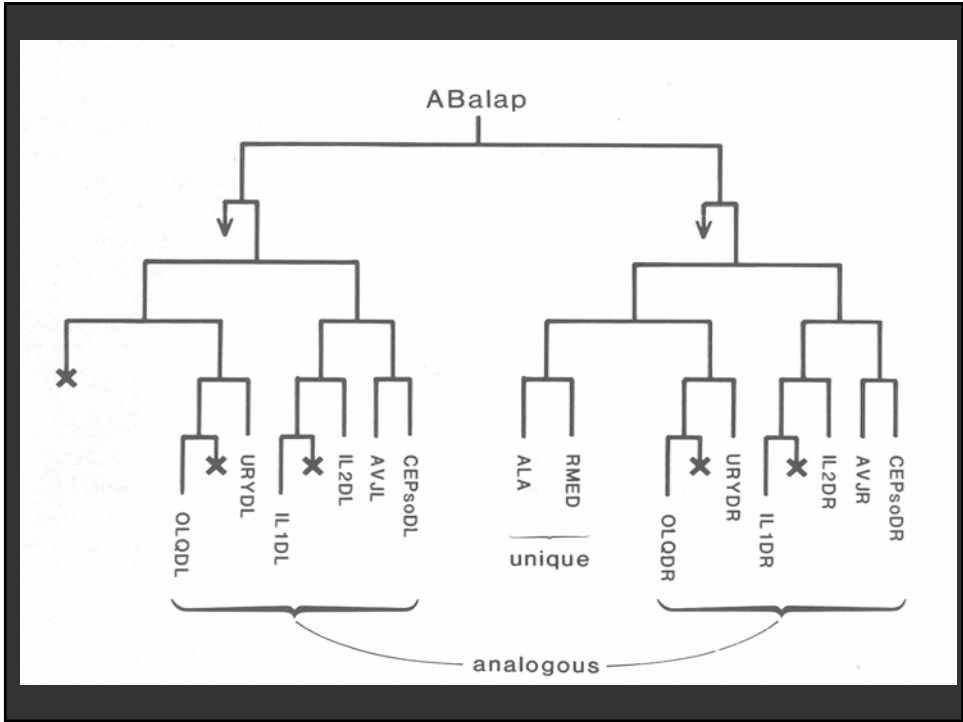 ABalap
OLQDL
URYDL
IL1DL
IL2DL
AVJL
CEPsoDL
ALA
RMED
unique
OLQDR
URYDR
IL1DR
IL2DR
AVJR
CEPsoDR
analogous